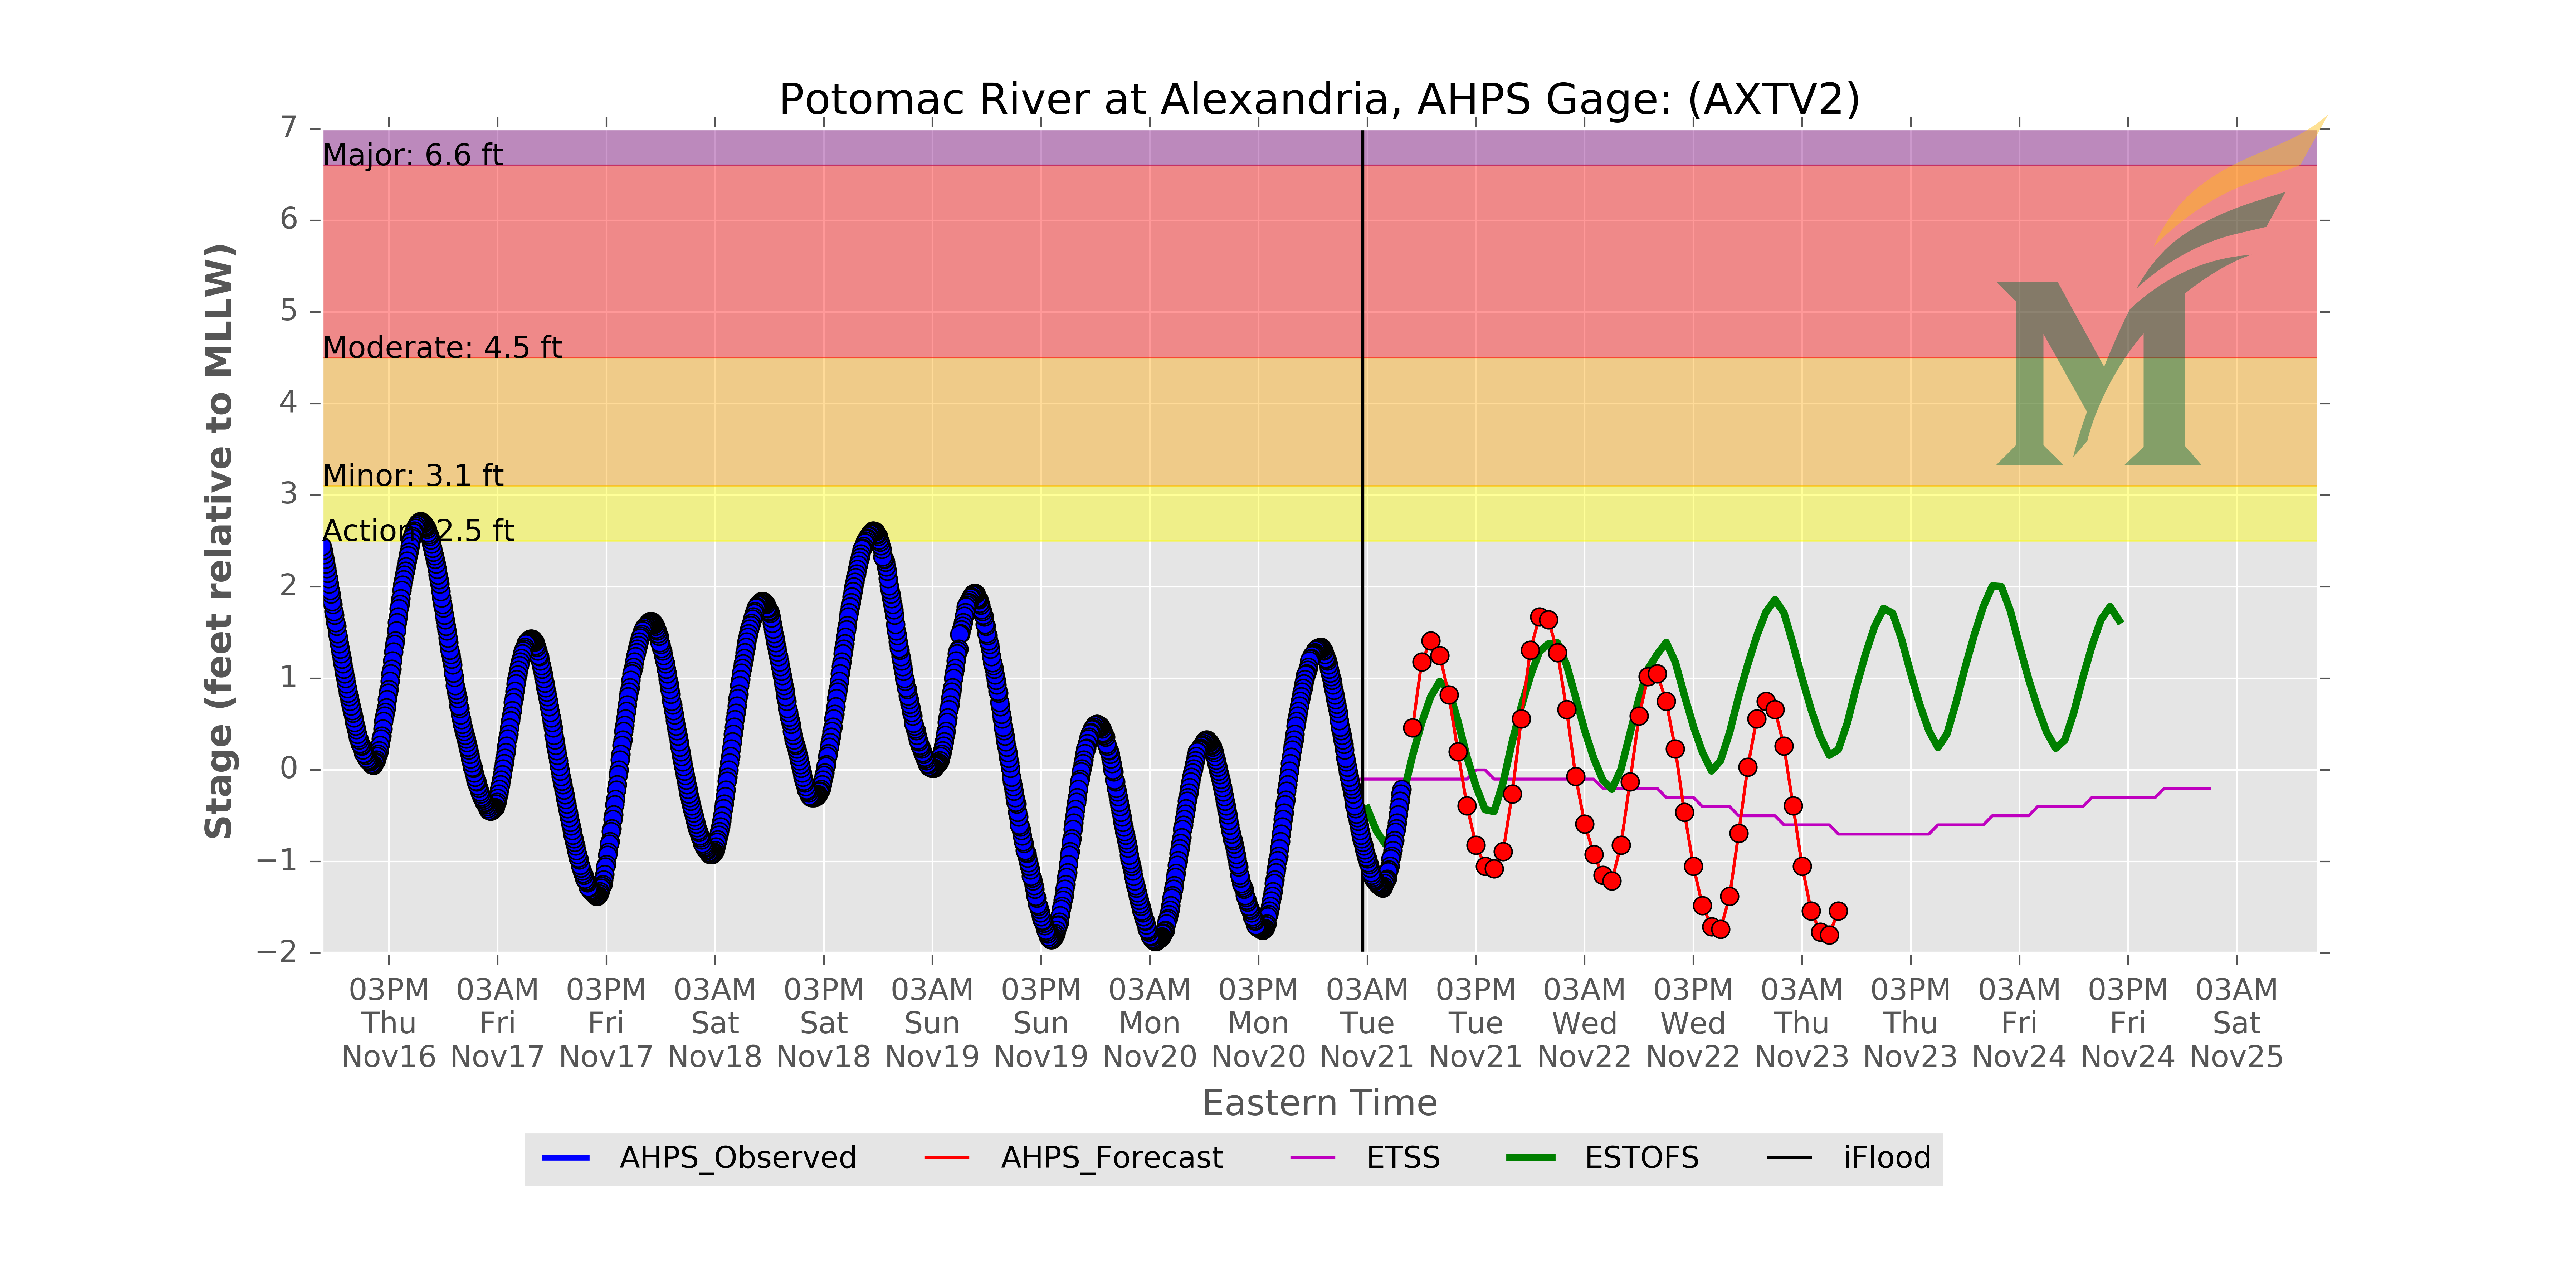 Potomac River at Alexandria, AHPS Gage: (AXTV2)
Stage (feet relative to MLLW)
7
6
5
4
3
2
1
0
−1
−2
Major: 6.6 ft
Moderate: 4.5 ft
Minor: 3.1 ft
Action: 2.5 ft
M
03PM 03AM 03PM 03AM 03PM 03AM 03PM 03AM 03PM 03AM 03PM 03AM 03PM 03AM 03PM 03AM 03PM 03AM
Thu Fri Fri Sat Sat Sun Sun Mon Mon Tue Tue Wed Wed Thu Thu Fri Fri Sat
Nov16 Nov17 Nov17 Nov18 Nov18 Nov19 Nov19 Nov20 Nov20 Nov21 Nov21 Nov22 Nov22 Nov23 Nov23 Nov24 Nov24 Nov25
Eastern Time
AHPS_Observed AHPS_Forecast ETSS ESTOFS iFlood